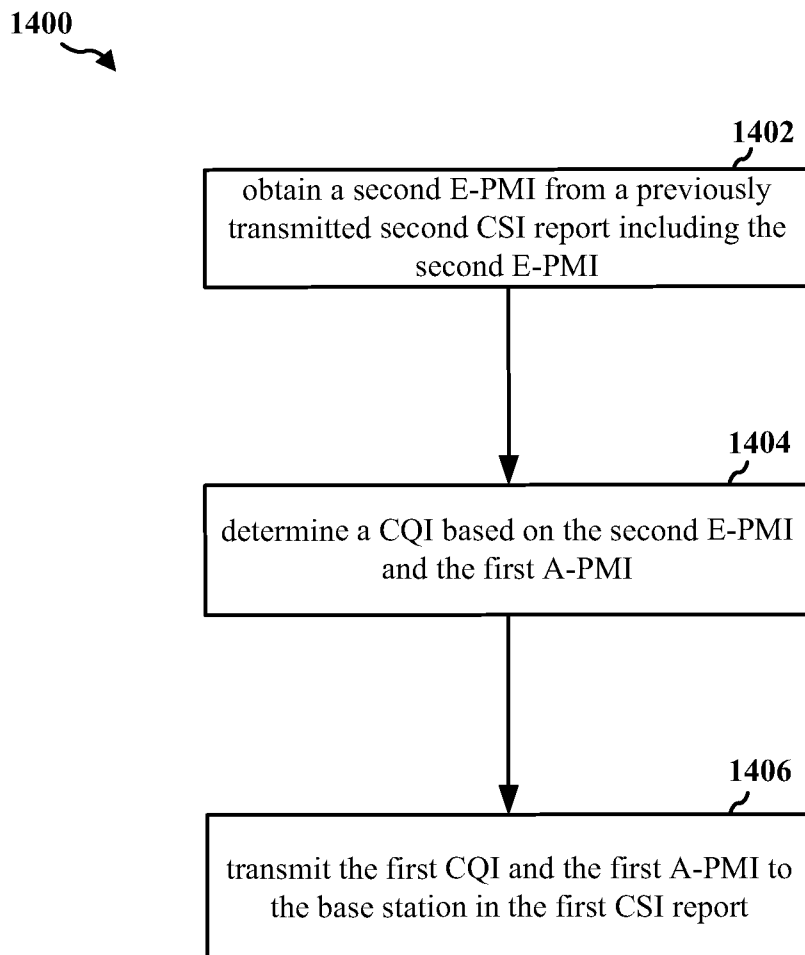 1400
1402
obtain a second E-PMI from a previously
transmitted second CSI report including the
second E-PMI
1404
determine a CQI based on the second E-PMI
and the first A-PMI
1406
transmit the first CQI and the first A-PMI to
the base station in the first CSI report